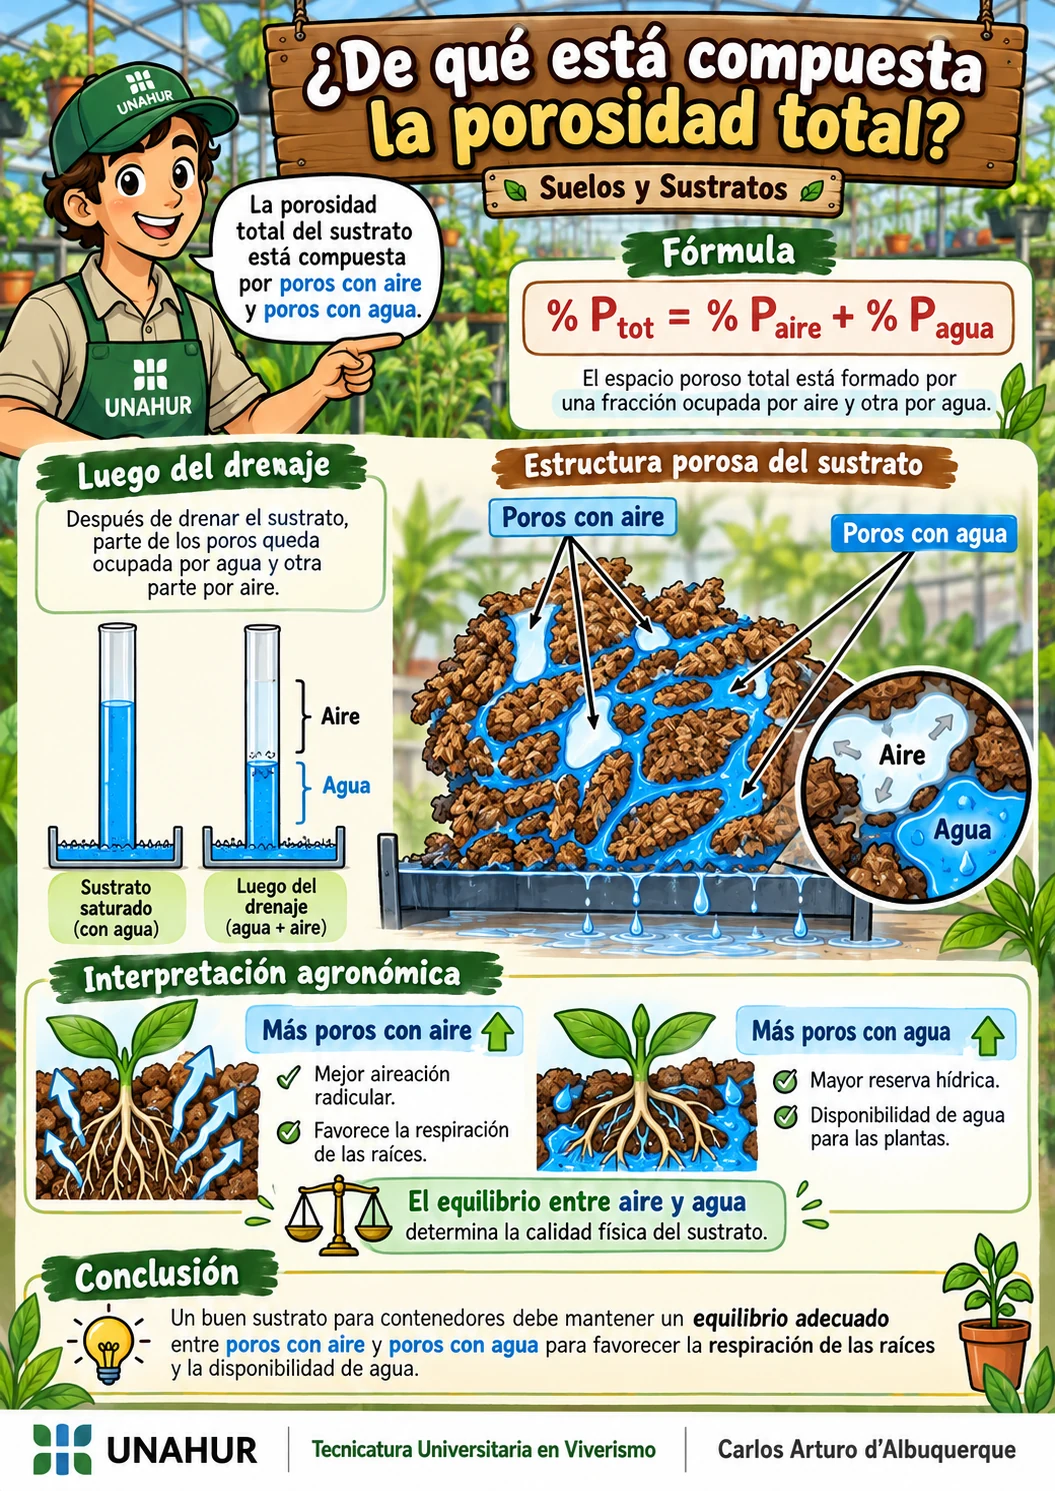 ¿De qué está compuesta
la porosidad total?
Suelos y Sustratos
UNAHUR
La porosidad
total del sustrato
está compuesta
por poros con aire
y poros con agua.
UNAHUR
Fórmula
% Ptot = % Paire + % Pagua
El espacio poroso total está formado por
una fracción ocupada por aire y otra por agua.
Luego del drenaje
Después de drenar el sustrato,
parte de los poros queda
ocupada por agua y otra
parte por aire.
Aire
Agua
Sustrato
saturado
(con agua)
Luego del
drenaje
(agua + aire)
Estructura porosa del sustrato
Poros con aire
Poros con agua
Aire
Agua
Interpretación agronómica
Más poros con aire
Mejor aireación
radicular.
Favorece la respiración
de las raíces.
Más poros con agua
Mayor reserva hídrica.
Disponibilidad de agua
para las plantas.
El equilibrio entre aire y agua
determina la calidad física del sustrato.
Conclusión
Un buen sustrato para contenedores debe mantener un equilibrio adecuado
entre poros con aire y poros con agua para favorecer la respiración de las raíces
y la disponibilidad de agua.
UNAHUR
Tecnicatura Universitaria en Viverismo
Carlos Arturo d'Albuquerque